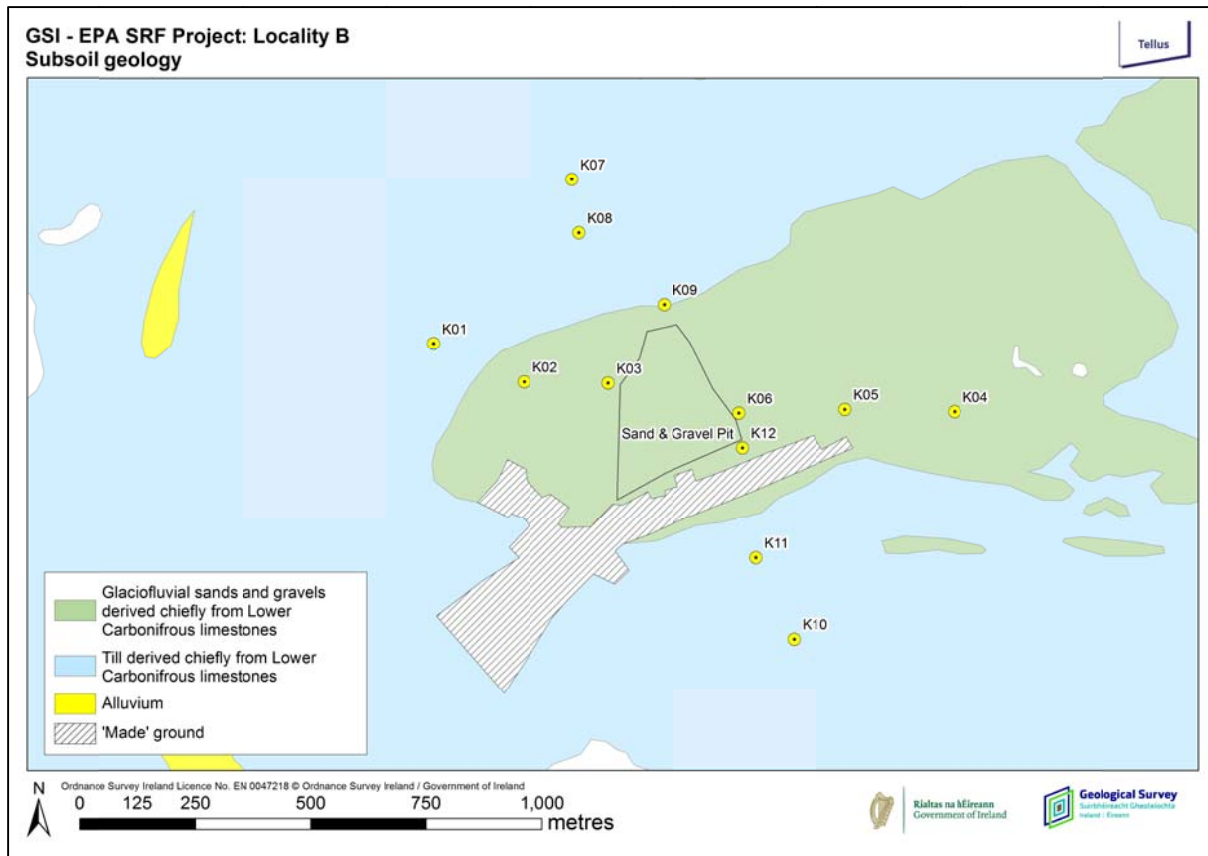 GSI - EPA SRF Project: Locality B
Subsoil geology
Tellus
K07
K08
K09
K01
K02
K03
K06
K05
K04
Sand & Gravel Pit
K12
K11
K10
Glaciofluvial sands and gravels
derived chiefly from Lower
Carbonifrous limestones
Till derived chiefly from Lower
Carbonifrous limestones
Alluvium
'Made' ground
N
Ordnance Survey Ireland Licence No. EN 0047218 © Ordnance Survey Ireland / Government of Ireland
0 125 250 500 750 1,000
metres
Rialtas na hÉireann
Government of Ireland
Geological Survey
Suirbhéireacht Gheolaíochta
Ireland | Éireann